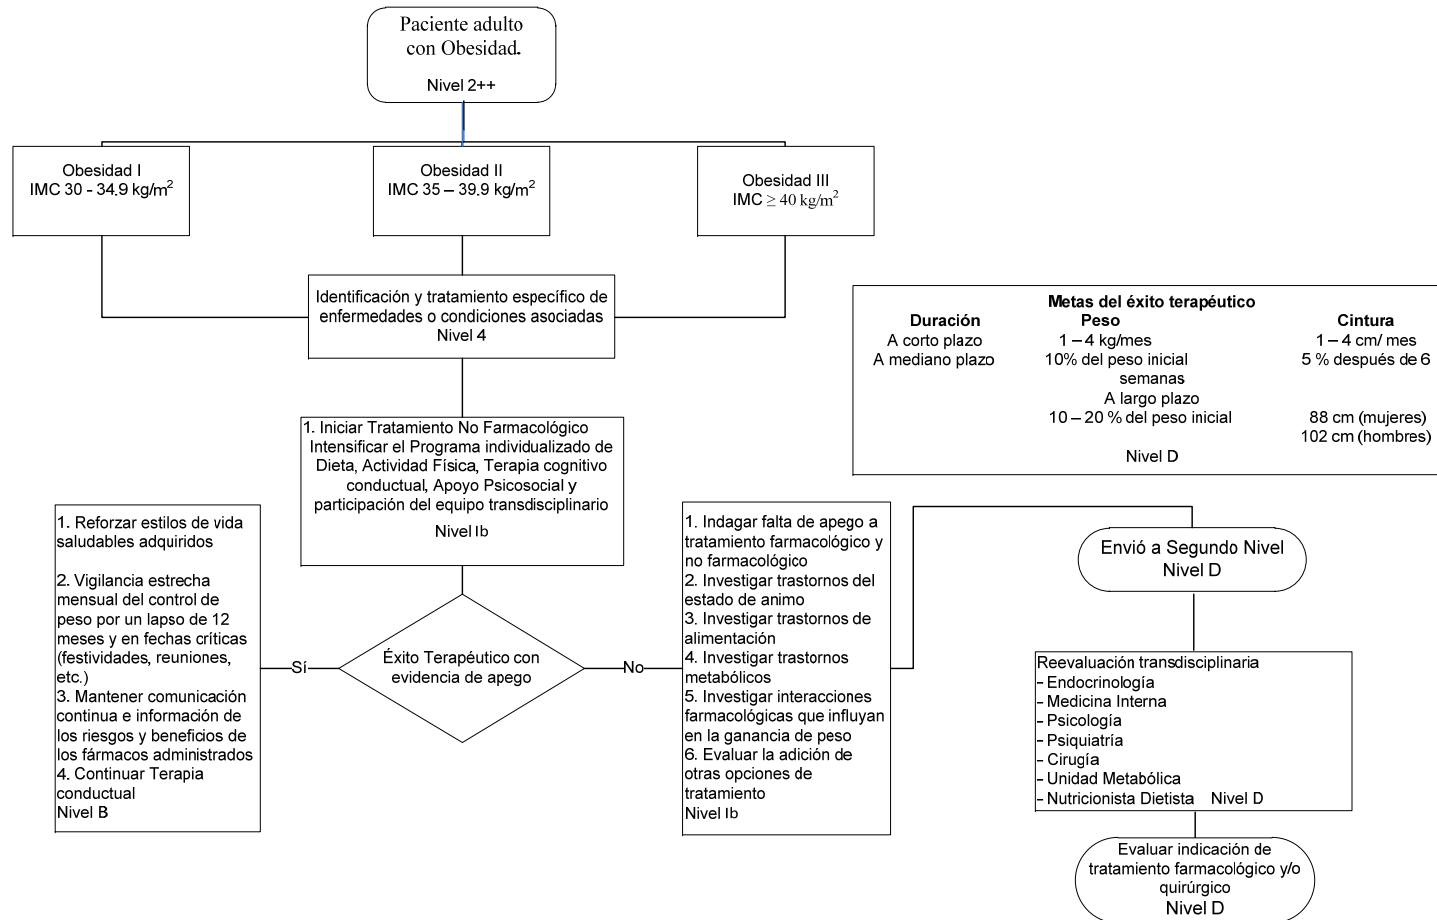 Paciente adulto
con Obesidad.
Nivel 2++
Obesidad I
IMC 30 - 34.9 kg/m²
Obesidad II
IMC 35 – 39.9 kg/m²
Obesidad III
IMC ≥ 40 kg/m²
Identificación y tratamiento específico de
enfermedades o condiciones asociadas
Nivel 4
Metas del éxito terapéutico
Duración Peso Cintura
A corto plazo 1 – 4 kg/mes 1 – 4 cm/ mes
A mediano plazo 10% del peso inicial 5 % después de 6
semanas
A largo plazo
10 – 20 % del peso inicial 88 cm (mujeres)
102 cm (hombres)
Nivel D
1. Iniciar Tratamiento No Farmacológico
Intensificar el Programa individualizado de
Dieta, Actividad Física, Terapia cognitivo
conductual, Apoyo Psicosocial y
participación del equipo transdisciplinario
Nivel Ib
Éxito Terapéutico con
evidencia de apego
Sí
1. Reforzar estilos de vida
saludables adquiridos
2. Vigilancia estrecha
mensual del control de
peso por un lapso de 12
meses y en fechas críticas
(festividades, reuniones,
etc.)
3. Mantener comunicación
continua e información de
los riesgos y beneficios de
los fármacos administrados
4. Continuar Terapia
conductual
Nivel B
No
1. Indagar falta de apego a
tratamiento farmacológico y
no farmacológico
2. Investigar trastornos del
estado de animo
3. Investigar trastornos de
alimentación
4. Investigar trastornos
metabólicos
5. Investigar interacciones
farmacológicas que influyan
en la ganancia de peso
6. Evaluar la adición de
otras opciones de
tratamiento
Nivel Ib
Envió a Segundo Nivel
Nivel D
Reevaluación transdisciplinaria
– Endocrinología
– Medicina Interna
– Psicología
– Psiquiatría
– Cirugía
– Unidad Metabólica
– Nutricionista Dietista Nivel D
Evaluar indicación de
tratamiento farmacológico y/o
quirúrgico
Nivel D